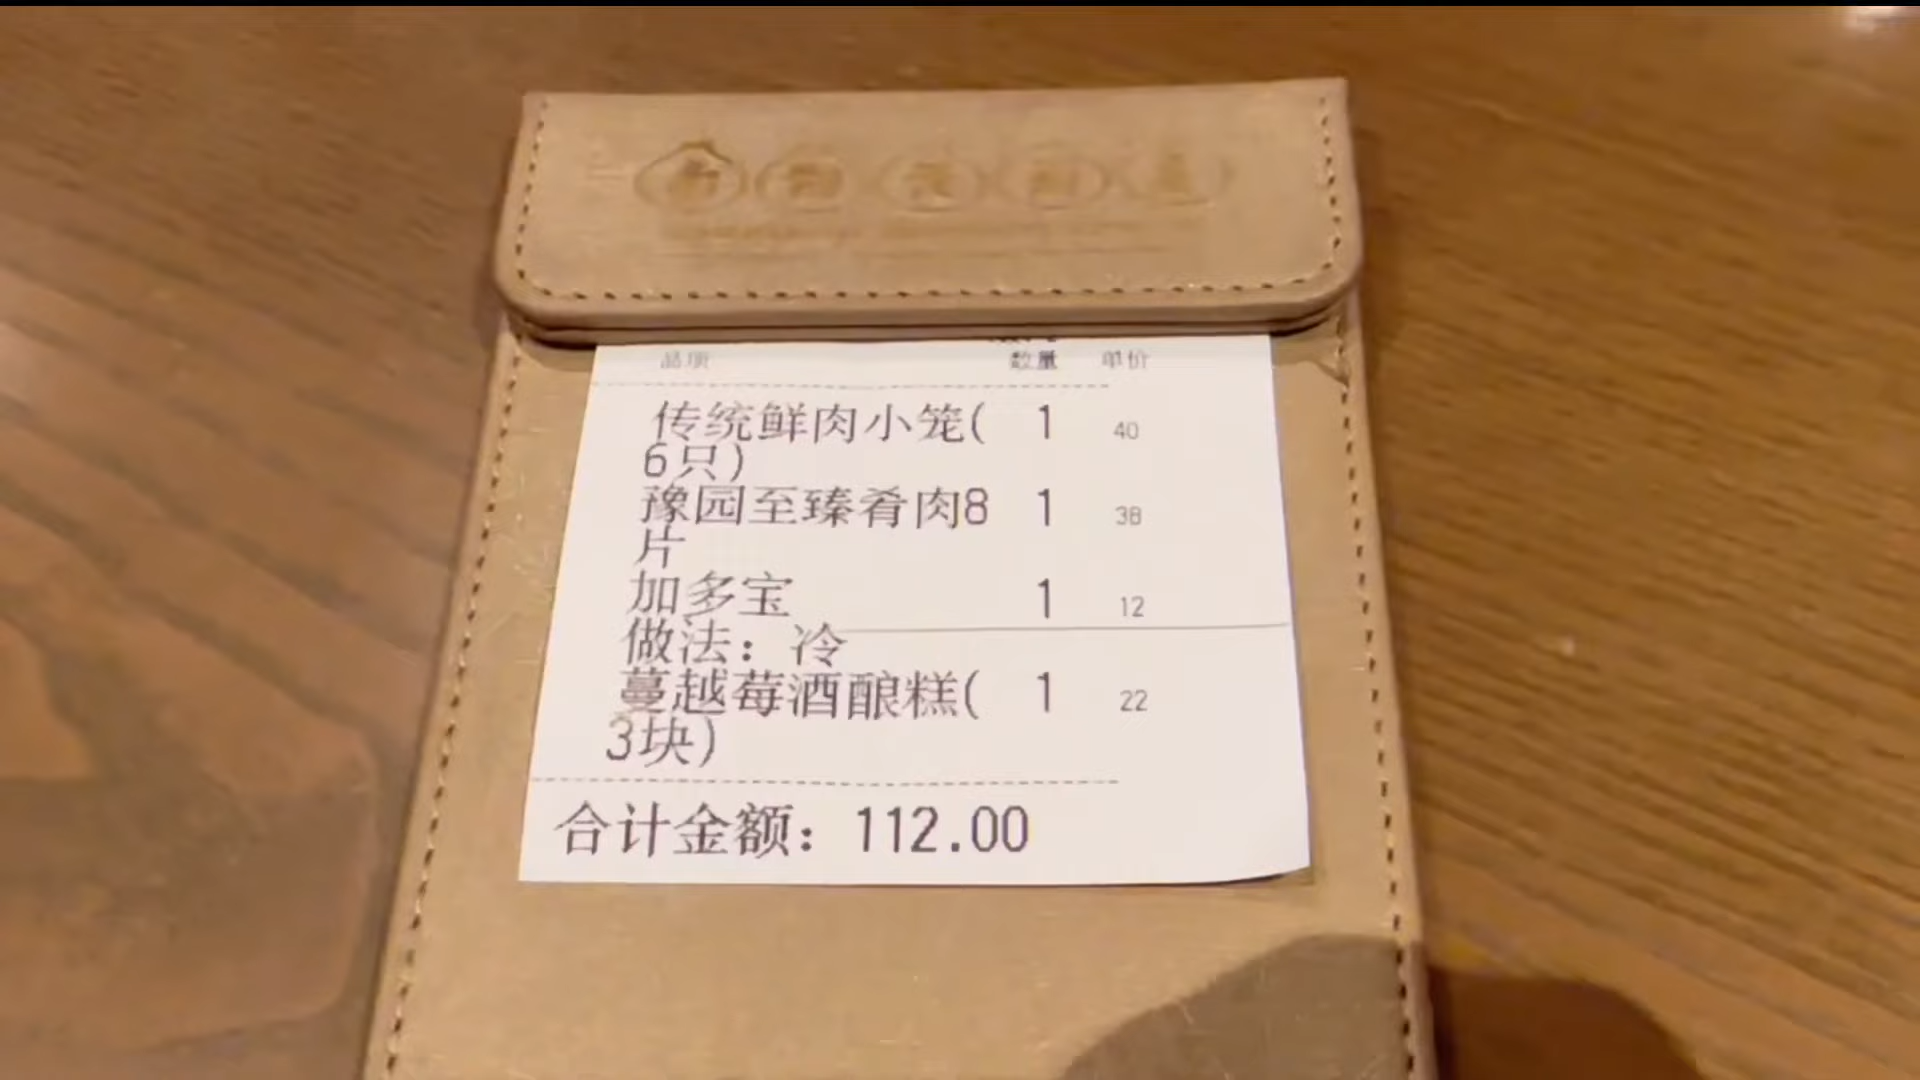 品项 数量 单价
传统鲜肉小笼( 1 40
6只)
豫园至臻肴肉8 1 38
片
加多宝 1 12
做法：冷
蔓越莓酒酿糕( 1 22
3块)
合计金额：112.00